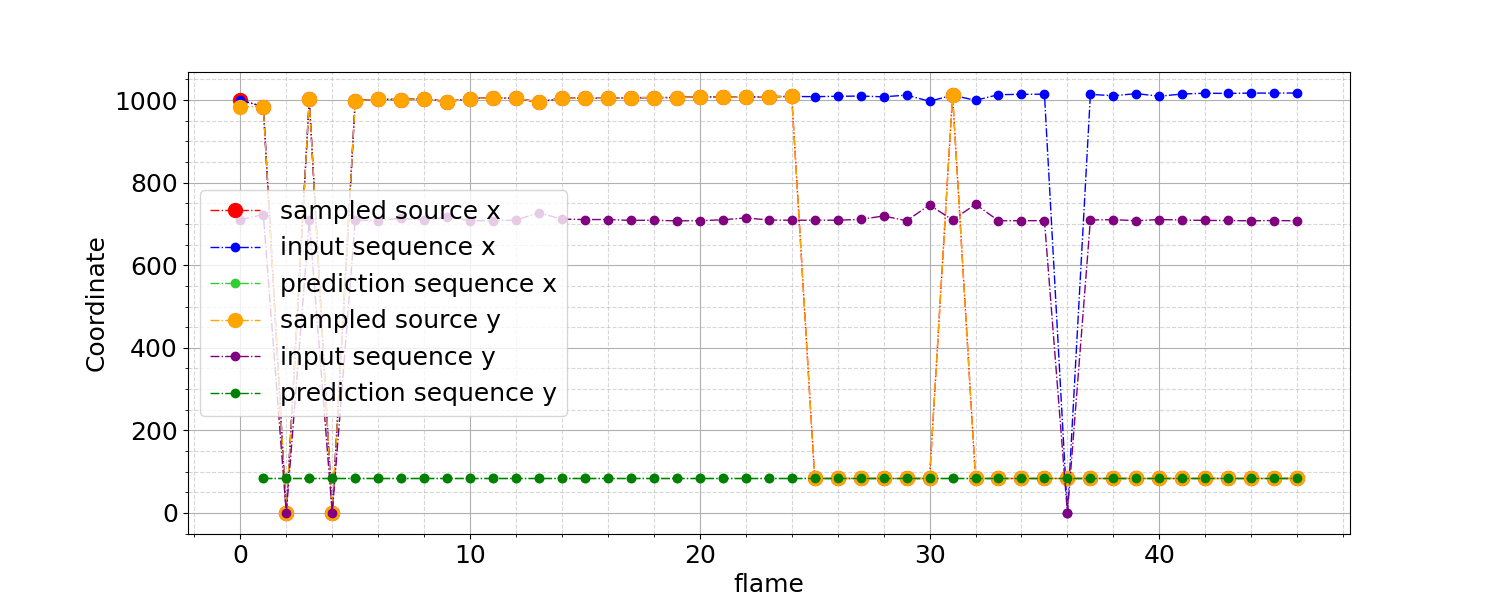 1000
800
600
400
200
0
Coordinate
sampled source x
input sequence x
prediction sequence x
sampled source y
input sequence y
prediction sequence y
0 10 20 30 40
flame